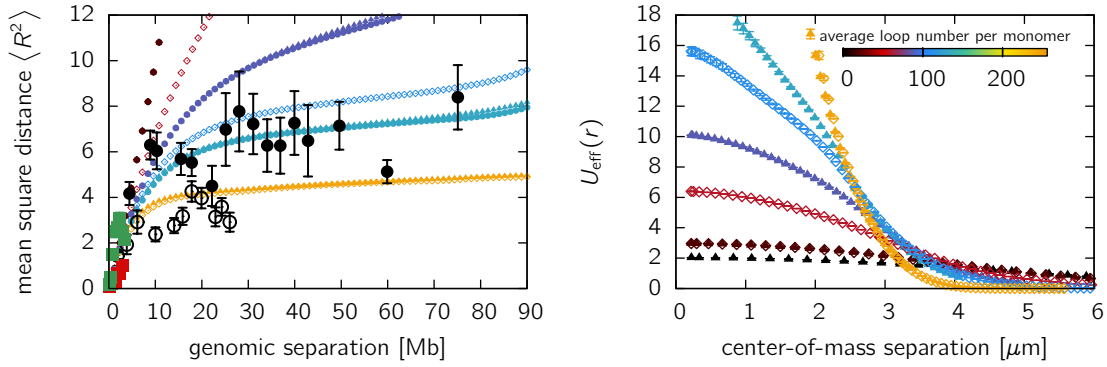 mean square distance ⟨R²⟩
12
10
8
6
4
2
0
0 10 20 30 40 50 60 70 80 90
genomic separation [Mb]
U_eff(r)
18
16
14
12
10
8
6
4
2
0
average loop number per monomer
0 100 200
0 1 2 3 4 5 6
center-of-mass separation [μm]